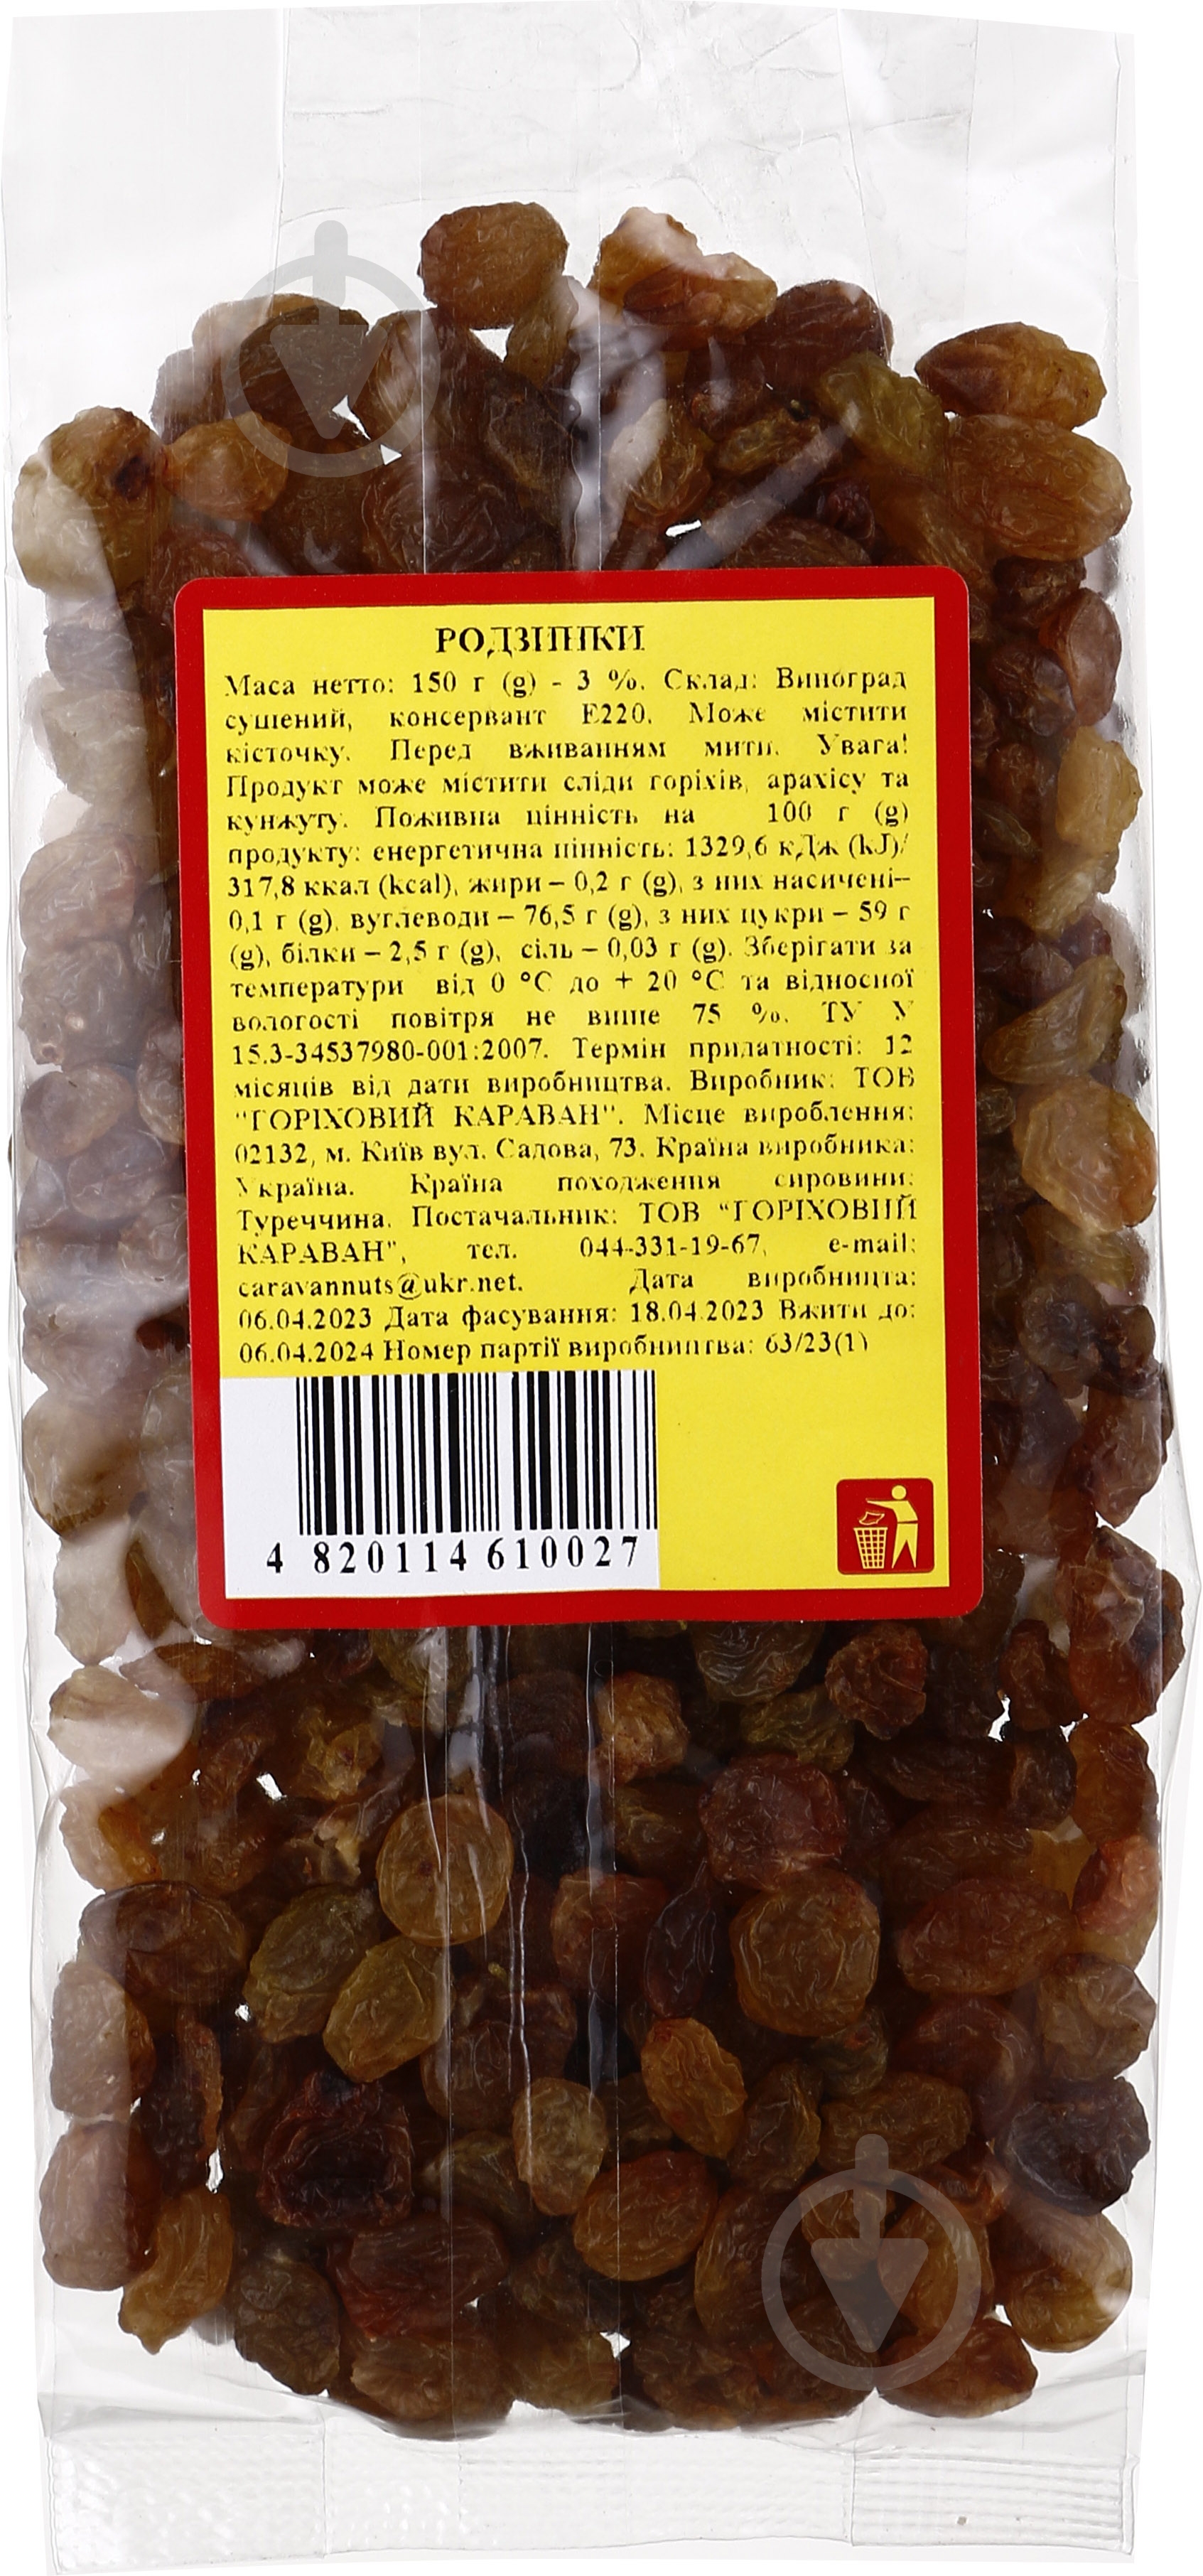 РОДЗИНКИ
Маса нетто: 150 г (g) - 3 %. Склад: Виноград
сушений, консервант Е220. Може містити
кісточку. Перед вживанням мити. Увага!
Продукт може містити сліди горіхів, арахісу та
кунжуту. Поживна цінність на 100 г (g)
продукту: енергетична цінність: 1329,6 кДж (kJ)/
317,8 ккал (kcal), жири – 0,2 г (g), з них насичені–
0,1 г (g), вуглеводи – 76,5 г (g), з них цукри – 59 г
(g), білки – 2,5 г (g), сіль – 0,03 г (g). Зберігати за
температури від 0 °С до + 20 °С та відносної
вологості повітря не вище 75 %. ТУ У
15.3-34537980-001:2007. Термін придатності: 12
місяців від дати виробництва. Виробник: ТОВ
"ГОРІХОВИЙ КАРАВАН". Місце вироблення:
02132, м. Київ вул. Садова, 73. Країна виробника:
Україна. Країна походження сировини:
Туреччина. Постачальник: ТОВ “ГОРІХОВИЙ
КАРАВАН", тел. 044-331-19-67, e-mail:
caravannuts@ukr.net. Дата виробницта:
06.04.2023 Дата фасування: 18.04.2023 Вжити до:
06.04.2024 Номер партії виробництва: 63/23(1)
4 820114 610027